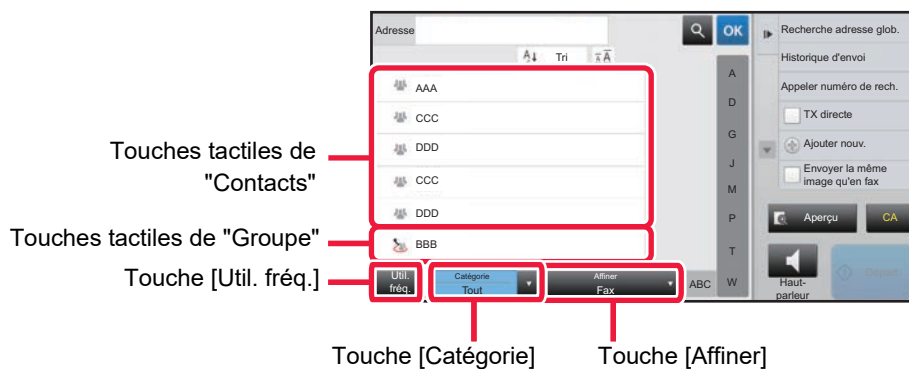 Adresse
OK
Recherche adresse glob.
Tri
Historique d'envoi
AAA
A
Appeler numéro de rech.
CCC
D
TX directe
DDD
G
Ajouter nouv.
Touches tactiles de
"Contacts"
J
Envoyer la même
image qu'en fax
CCC
M
DDD
P
Aperçu
CA
Touches tactiles de "Groupe"
BBB
T
Touche [Util. fréq.]
Util.
fréq.
Catégorie
Tout
Affiner
Fax
ABC
W
Haut-
parleur
Départ
Touche [Catégorie]
Touche [Affiner]